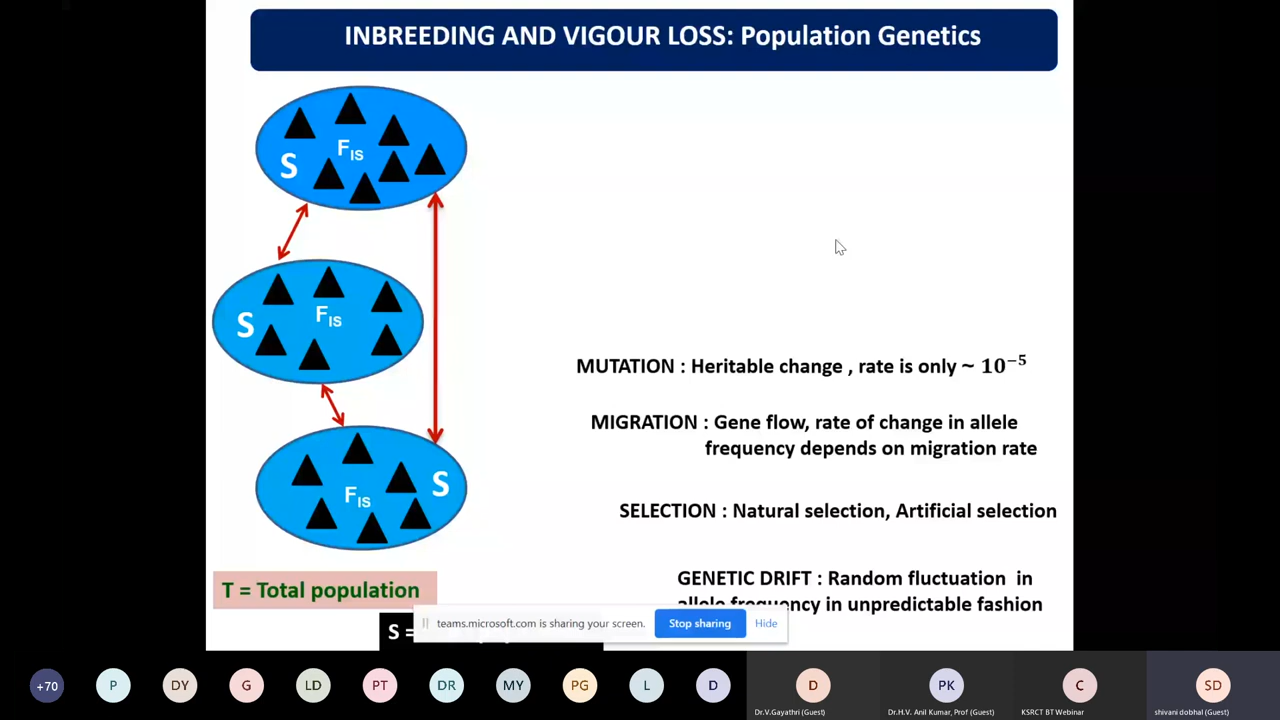 INBREEDING AND VIGOUR LOSS: Population Genetics
S
FIS
S
FIS
FIS
S
MUTATION : Heritable change , rate is only ~ 10⁻⁵
MIGRATION : Gene flow, rate of change in allele
frequency depends on migration rate
SELECTION : Natural selection, Artificial selection
GENETIC DRIFT : Random fluctuation in
allele frequency in unpredictable fashion
T = Total population
S =
teams.microsoft.com is sharing your screen.
Stop sharing
Hide
+70
P
DY
G
LD
PT
DR
MY
PG
L
D
D
Dr.V.Gayathri (Guest)
PK
Dr.H.V. Anil Kumar, Prof (Guest)
C
KSRCT BT Webinar
SD
shivani dobhal (Guest)